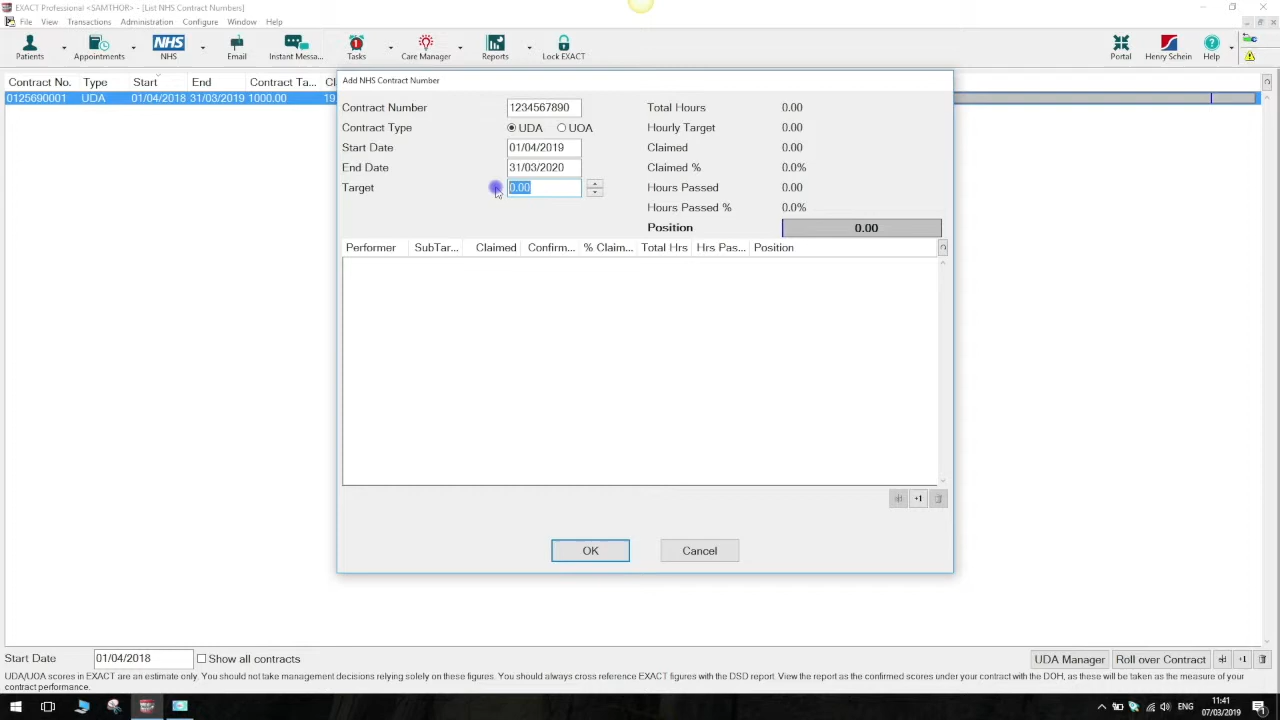 EXACT Professional <SAMTHOR> - [List NHS Contract Numbers]
File View Transactions Administration Configure Window Help
Patients Appointments NHS Email Instant Messa... Tasks Care Manager Reports Lock EXACT Portal Henry Schein Help
NHS
Contract No. Type Start End Contract Ta... Cl
0125690001 UDA 01/04/2018 31/03/2019 1000.00 19
Add NHS Contract Number
Contract Number 1234567890 Total Hours 0.00
Contract Type UDA UOA Hourly Target 0.00
Start Date 01/04/2019 Claimed 0.00
End Date 31/03/2020 Claimed % 0.0%
Target 0.00 Hours Passed 0.00
Hours Passed % 0.0%
Position 0.00
Performer SubTar... Claimed Confirm... % Claim... Total Hrs Hrs Pas... Position
+1
OK Cancel
Start Date 01/04/2018 Show all contracts UDA Manager Roll over Contract +1
UDA/UOA scores in EXACT are an estimate only. You should not take management decisions relying solely on these figures. You should always cross reference EXACT figures with the DSD report. View the report as the confirmed scores under your contract with the DOH, as these will be taken as the measure of your
contract performance.
ENG 11:41
07/03/2019